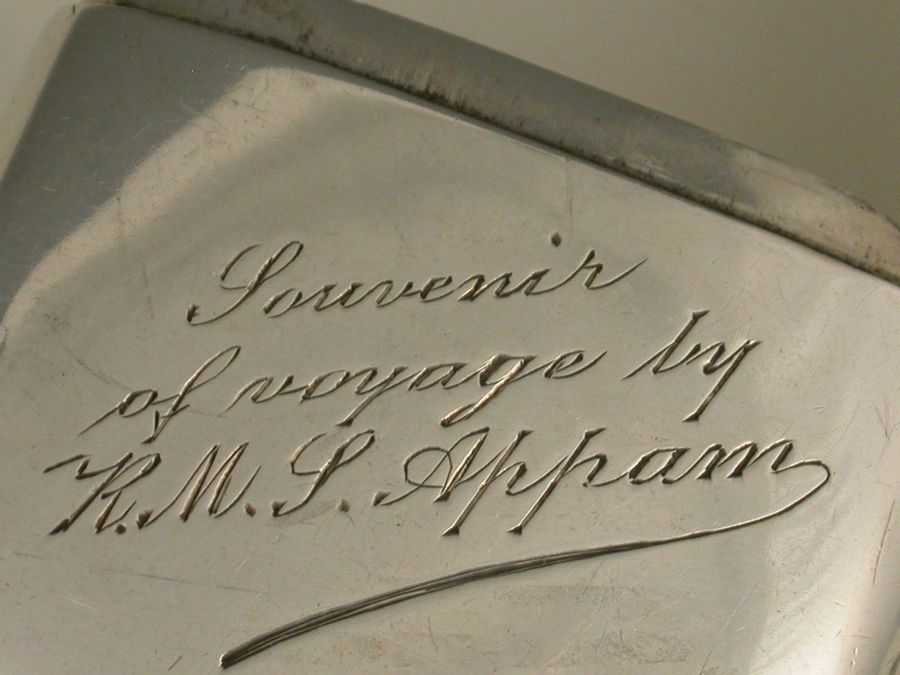 Souvenir
of voyage by
R.M.S. Appam